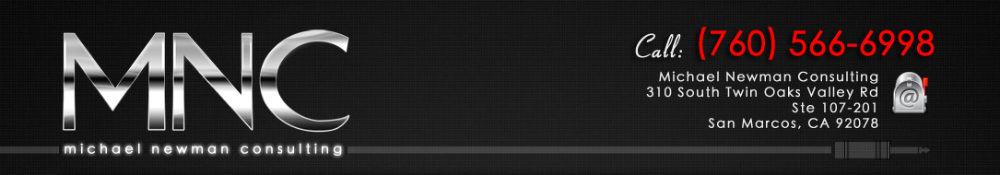 MNC
michael newman consulting
Call: (760) 566-6998
Michael Newman Consulting
310 South Twin Oaks Valley Rd
Ste 107-201
San Marcos, CA 92078
@